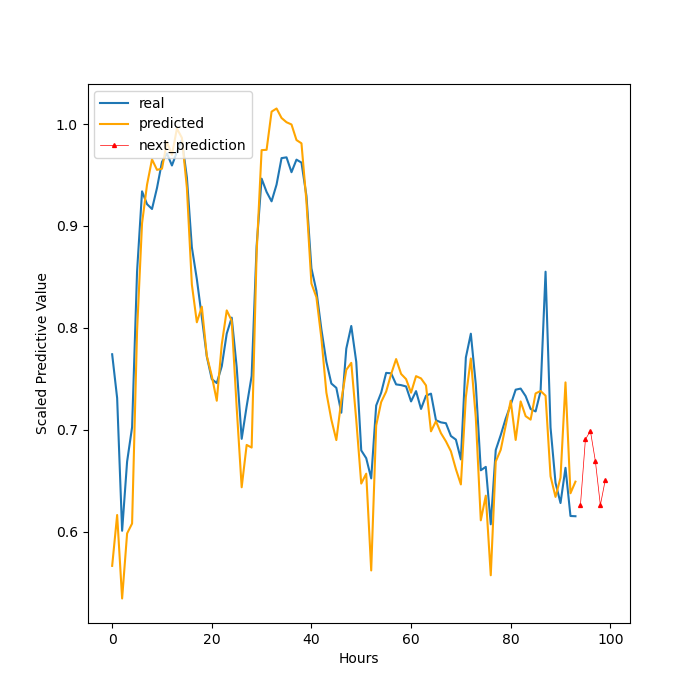 real
predicted
next_prediction
1.0
0.9
0.8
0.7
0.6
Scaled Predictive Value
0 20 40 60 80 100
Hours